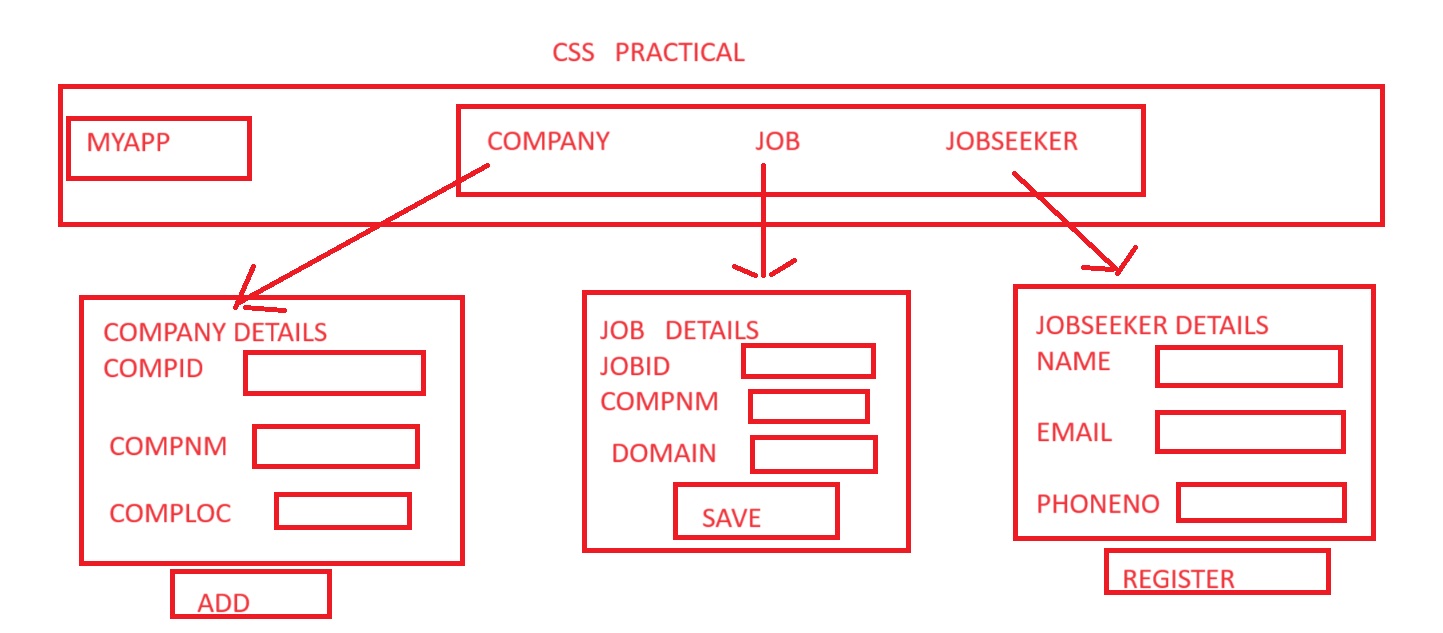 CSS PRACTICAL
MYAPP
COMPANY JOB JOBSEEKER
COMPANY DETAILS
COMPID
COMPNM
COMPLOC
ADD
JOB DETAILS
JOBID
COMPNM
DOMAIN
SAVE
JOBSEEKER DETAILS
NAME
EMAIL
PHONENO
REGISTER